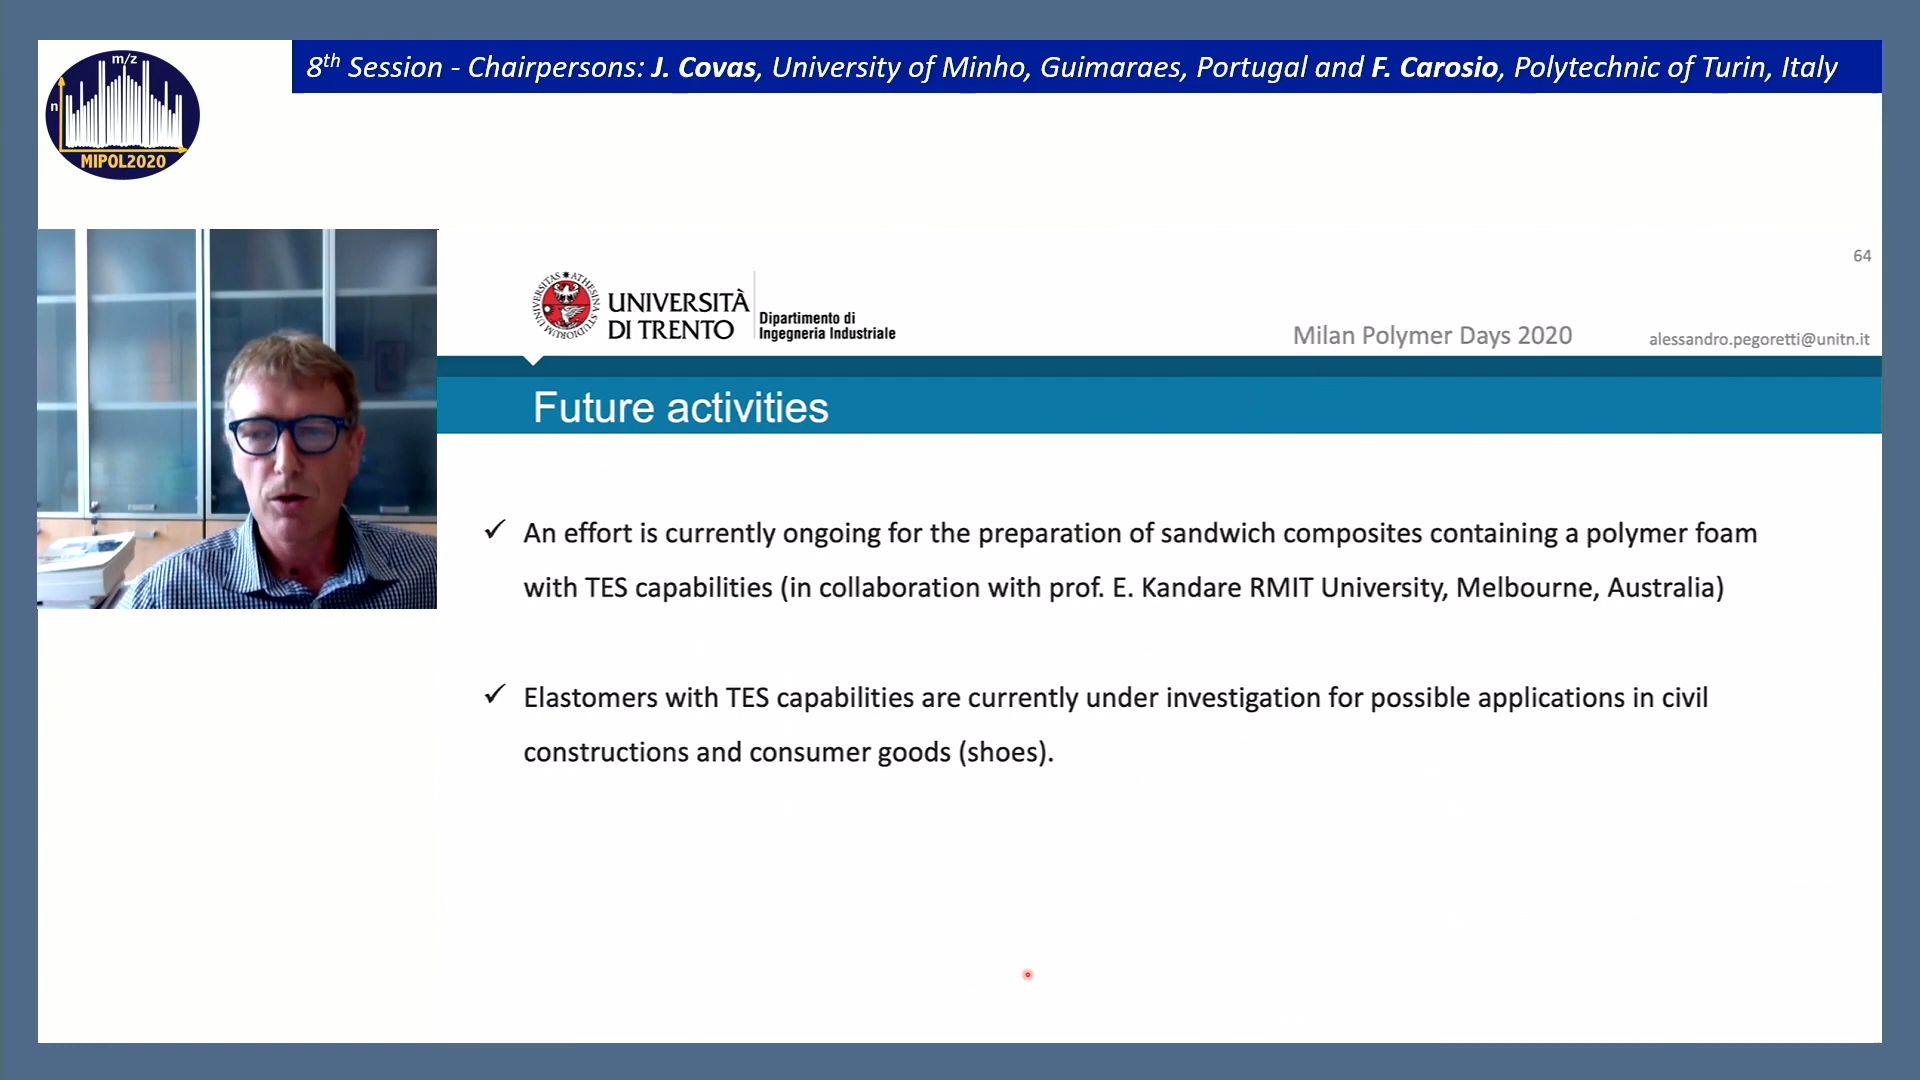 8th Session - Chairpersons: J. Covas, University of Minho, Guimaraes, Portugal and F. Carosio, Polytechnic of Turin, Italy
m/z
n
MIPOL2020
64
UNIVERSITAS ATHESINA STUDIORUM
UNIVERSITÀ
DI TRENTO
Dipartimento di
Ingegneria Industriale
Milan Polymer Days 2020
alessandro.pegoretti@unitn.it
Future activities
✓ An effort is currently ongoing for the preparation of sandwich composites containing a polymer foam
with TES capabilities (in collaboration with prof. E. Kandare RMIT University, Melbourne, Australia)
✓ Elastomers with TES capabilities are currently under investigation for possible applications in civil
constructions and consumer goods (shoes).